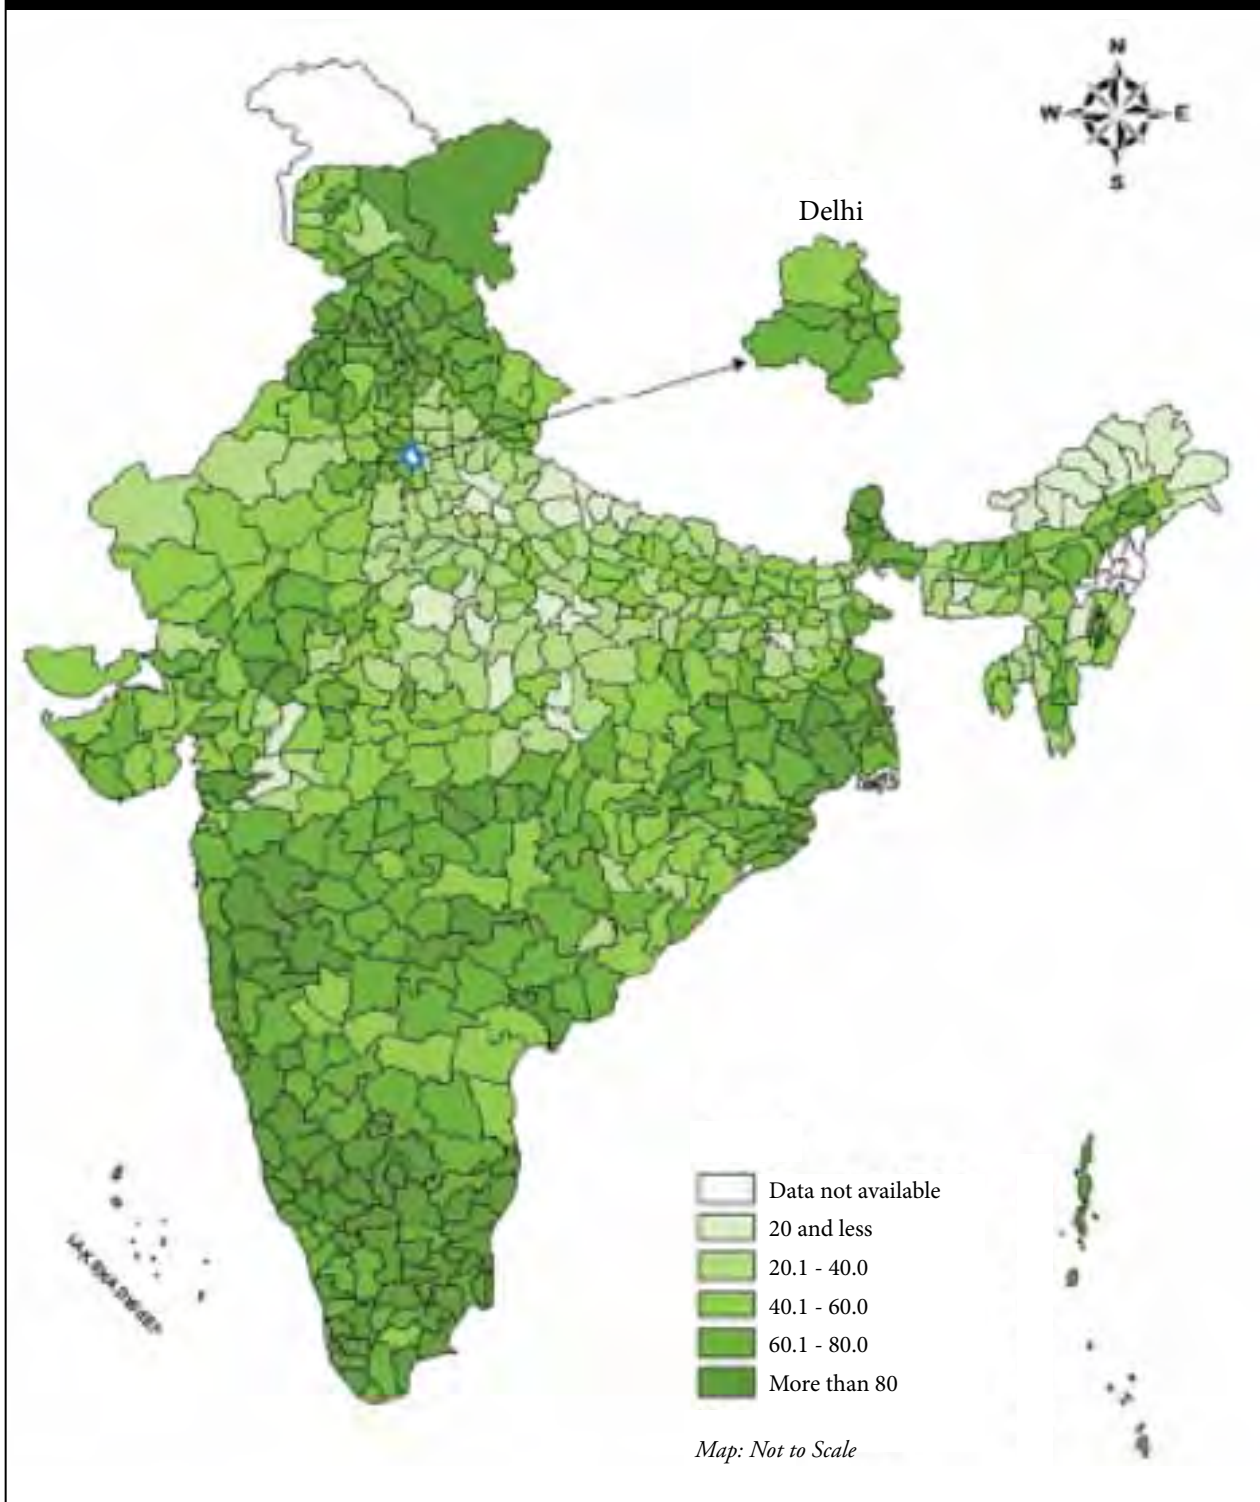 N
W
E
S
Delhi
Data not available
20 and less
20.1 - 40.0
40.1 - 60.0
60.1 - 80.0
More than 80
Map: Not to Scale